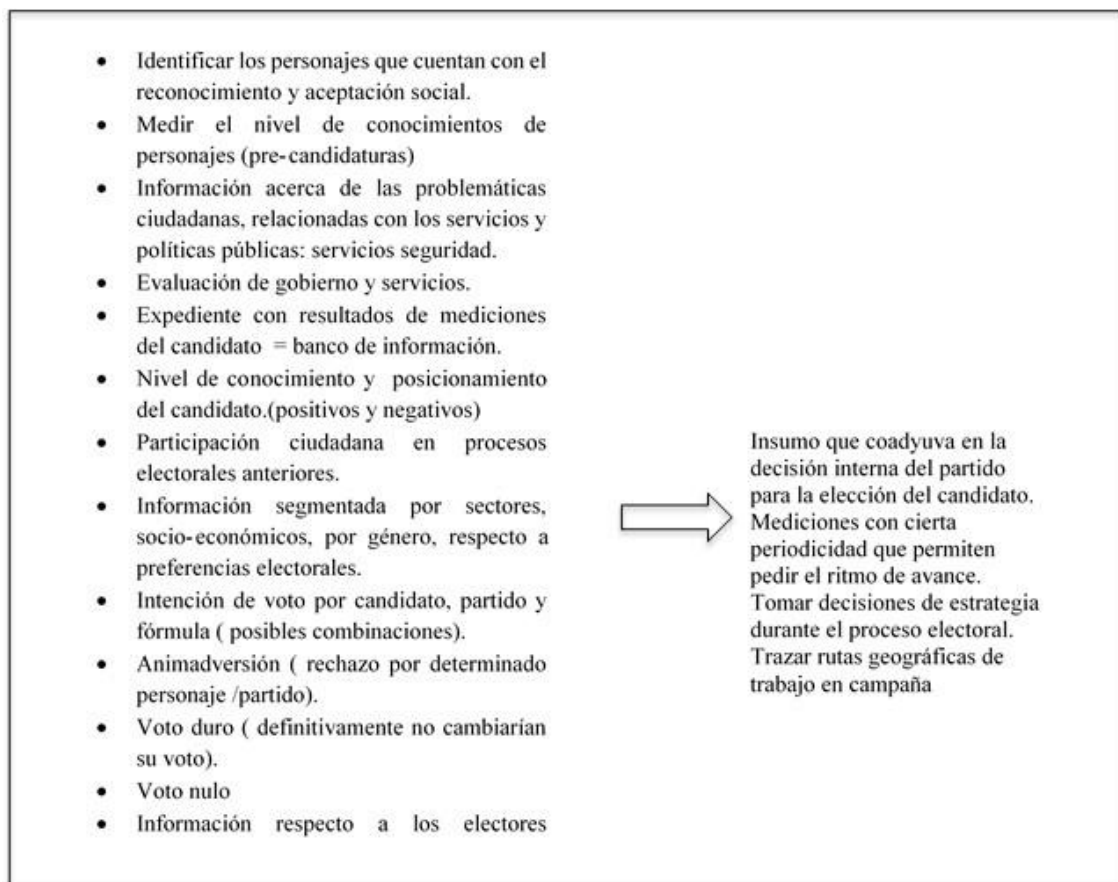 • Identificar los personajes que cuentan con el
reconocimiento y aceptación social.
• Medir el nivel de conocimientos de
personajes (pre-candidaturas)
• Información acerca de las problemáticas
ciudadanas, relacionadas con los servicios y
políticas públicas: servicios seguridad.
• Evaluación de gobierno y servicios.
• Expediente con resultados de mediciones
del candidato = banco de información.
• Nivel de conocimiento y posicionamiento
del candidato.(positivos y negativos)
• Participación ciudadana en procesos
electorales anteriores.
• Información segmentada por sectores,
socio-económicos, por género, respecto a
preferencias electorales.
• Intención de voto por candidato, partido y
fórmula ( posibles combinaciones).
• Animadversión ( rechazo por determinado
personaje /partido).
• Voto duro ( definitivamente no cambiarían
su voto).
• Voto nulo
• Información respecto a los electores
Insumo que coadyuva en la
decisión interna del partido
para la elección del candidato.
Mediciones con cierta
periodicidad que permiten
pedir el ritmo de avance.
Tomar decisiones de estrategia
durante el proceso electoral.
Trazar rutas geográficas de
trabajo en campaña